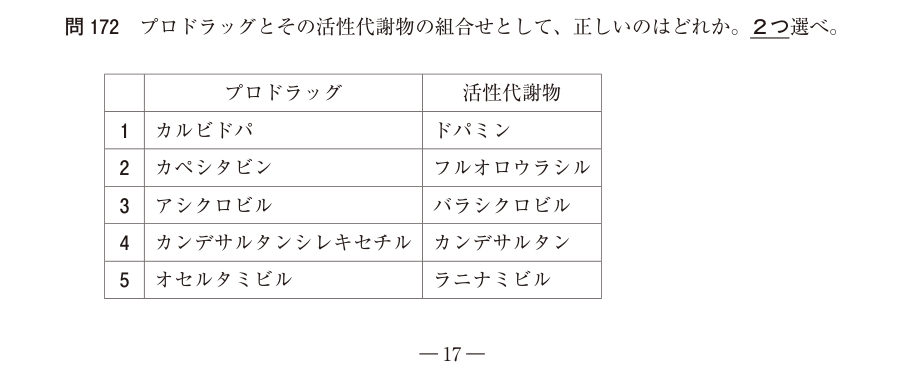 問 172 プロドラッグとその活性代謝物の組合せとして、正しいのはどれか。2つ選べ。
プロドラッグ 活性代謝物
1 カルビドパ ドパミン
2 カペシタビン フルオロウラシル
3 アシクロビル バラシクロビル
4 カンデサルタンシレキセチル カンデサルタン
5 オセルタミビル ラニナミビル
— 17 —